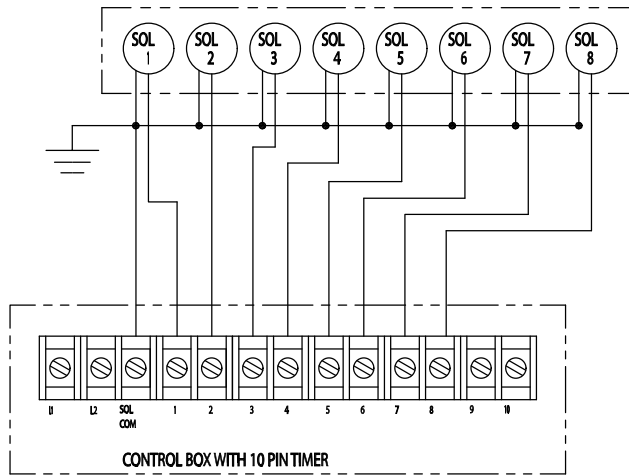 SOL 1
SOL 2
SOL 3
SOL 4
SOL 5
SOL 6
SOL 7
SOL 8
L1 L2 SOL COM 1 2 3 4 5 6 7 8 9 10
CONTROL BOX WITH 10 PIN TIMER